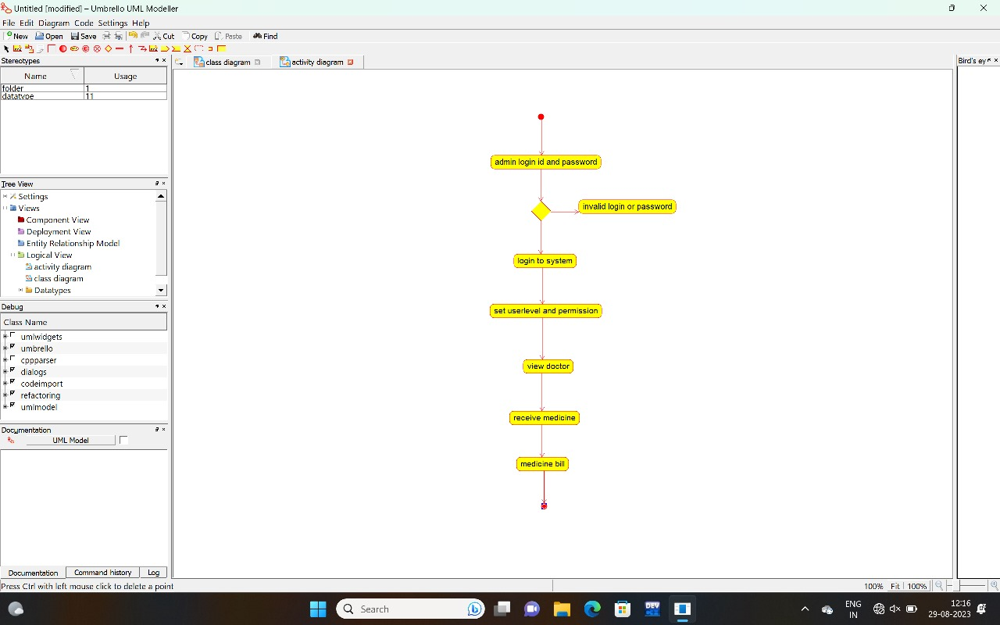 Untitled [modified] – Umbrello UML Modeller
File Edit Diagram Code Settings Help
New Open Save Cut Copy Paste Find
Stereotypes
Name Usage
folder 1
datatype 11
class diagram activity diagram
Bird's ey
admin login id and password
invalid login or password
login to system
set userlevel and permission
view doctor
receive medicine
medicine bill
Tree View
Settings
Views
Component View
Deployment View
Entity Relationship Model
Logical View
activity diagram
class diagram
Datatypes
Debug
Class Name
umlwidgets
umbrello
cppparser
dialogs
codeimport
refactoring
umlmodel
Documentation
UML Model
Documentation Command history Log
Press Ctrl with left mouse click to delete a point
100% Fit 100%
Search
DEV
ENG
IN
12:16
29-08-2023